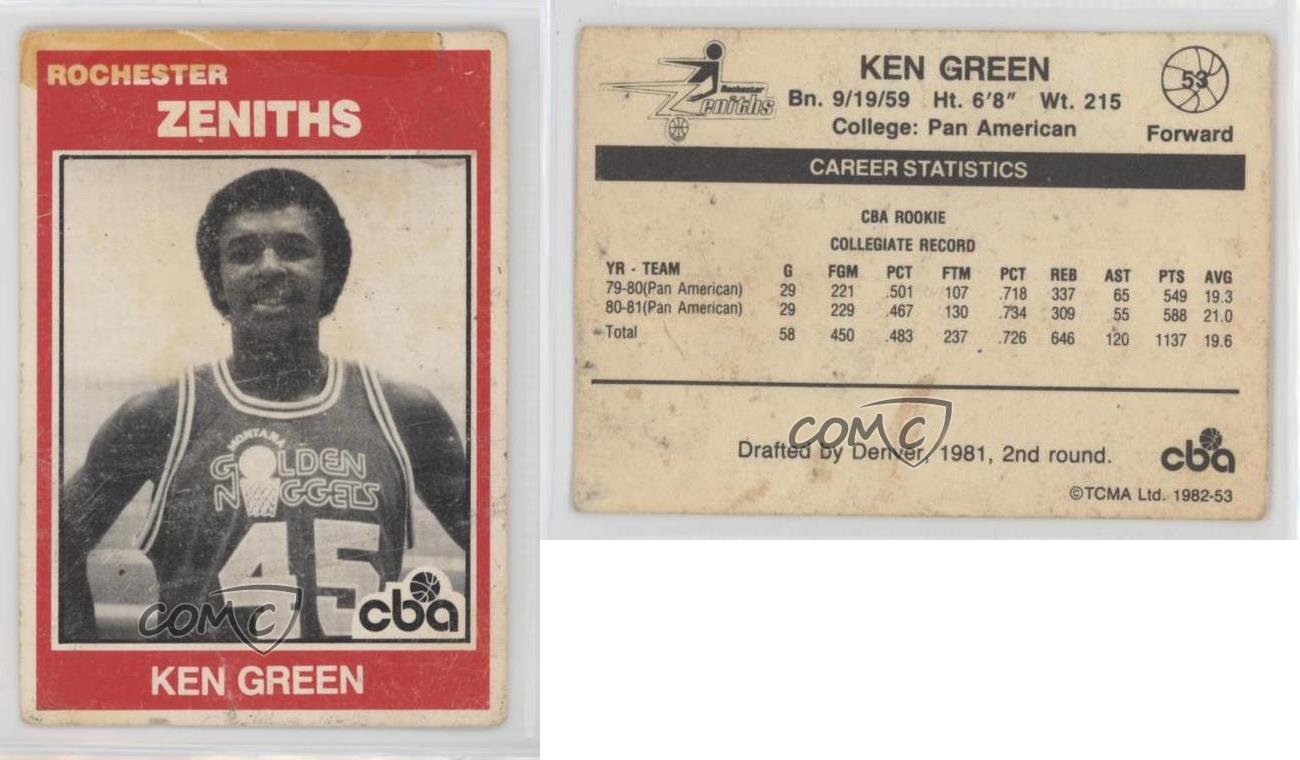 ROCHESTER
ZENITHS
MONTANA
GOLDEN
NUGGETS
45
cba
COMC
KEN GREEN
Rochester
Zeniths
KEN GREEN
Bn. 9/19/59 Ht. 6'8" Wt. 215
College: Pan American
53
Forward
CAREER STATISTICS
CBA ROOKIE
COLLEGIATE RECORD
YR - TEAM G FGM PCT FTM PCT REB AST PTS AVG
79-80(Pan American) 29 221 .501 107 .718 337 65 549 19.3
80-81(Pan American) 29 229 .467 130 .734 309 55 588 21.0
Total 58 450 .483 237 .726 646 120 1137 19.6
COMC
Drafted by Denver, 1981, 2nd round.
cba
©TCMA Ltd. 1982-53